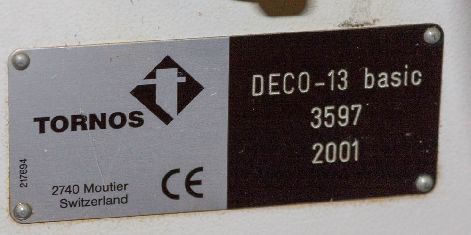 TORNOS
t
217694
2740 Moutier
Switzerland
CE
DECO-13 basic
3597
2001